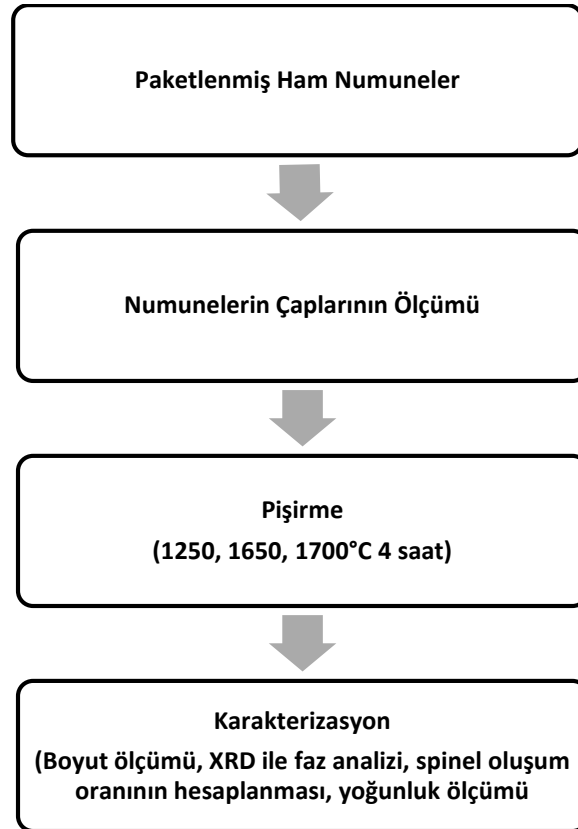 Paketlenmiş Ham Numuneler
Numunelerin Çaplarının Ölçümü
Pişirme
(1250, 1650, 1700°C 4 saat)
Karakterizasyon
(Boyut ölçümü, XRD ile faz analizi, spinel oluşum
oranının hesaplanması, yoğunluk ölçümü